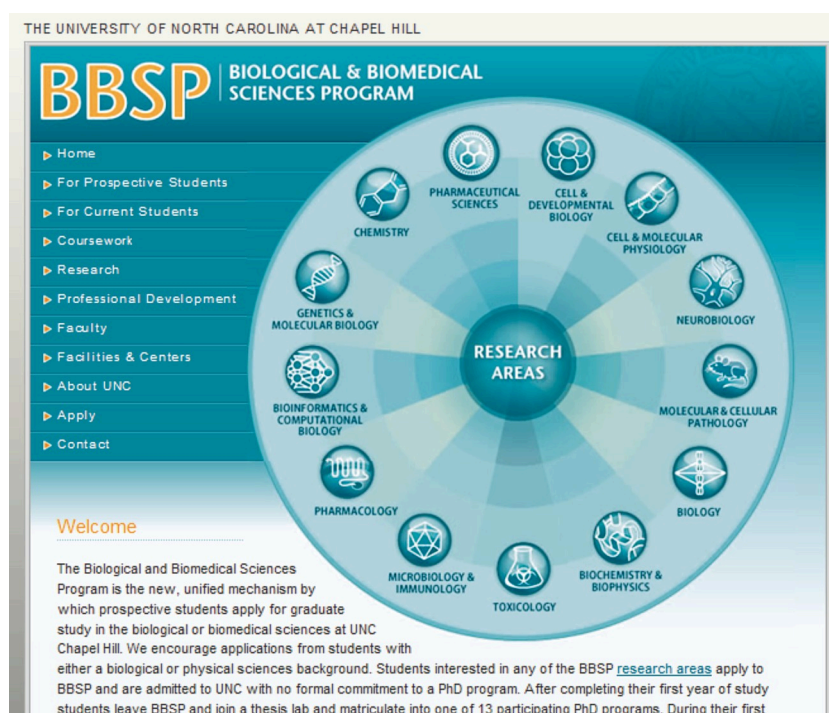 THE UNIVERSITY OF NORTH CAROLINA AT CHAPEL HILL
BBSP
BIOLOGICAL & BIOMEDICAL
SCIENCES PROGRAM
Home
For Prospective Students
For Current Students
Coursework
Research
Professional Development
Faculty
Facilities & Centers
About UNC
Apply
Contact
PHARMACEUTICAL
SCIENCES
CELL &
DEVELOPMENTAL
BIOLOGY
CELL & MOLECULAR
PHYSIOLOGY
NEUROBIOLOGY
MOLECULAR & CELLULAR
PATHOLOGY
BIOLOGY
BIOCHEMISTRY &
BIOPHYSICS
TOXICOLOGY
MICROBIOLOGY &
IMMUNOLOGY
PHARMACOLOGY
BIOINFORMATICS &
COMPUTATIONAL
BIOLOGY
GENETICS &
MOLECULAR BIOLOGY
CHEMISTRY
RESEARCH
AREAS
Welcome
The Biological and Biomedical Sciences
Program is the new, unified mechanism by
which prospective students apply for graduate
study in the biological or biomedical sciences at UNC
Chapel Hill. We encourage applications from students with
either a biological or physical sciences background. Students interested in any of the BBSP research areas apply to
BBSP and are admitted to UNC with no formal commitment to a PhD program. After completing their first year of study
students leave BBSP and join a thesis lab and matriculate into one of 13 participating PhD programs. During their first